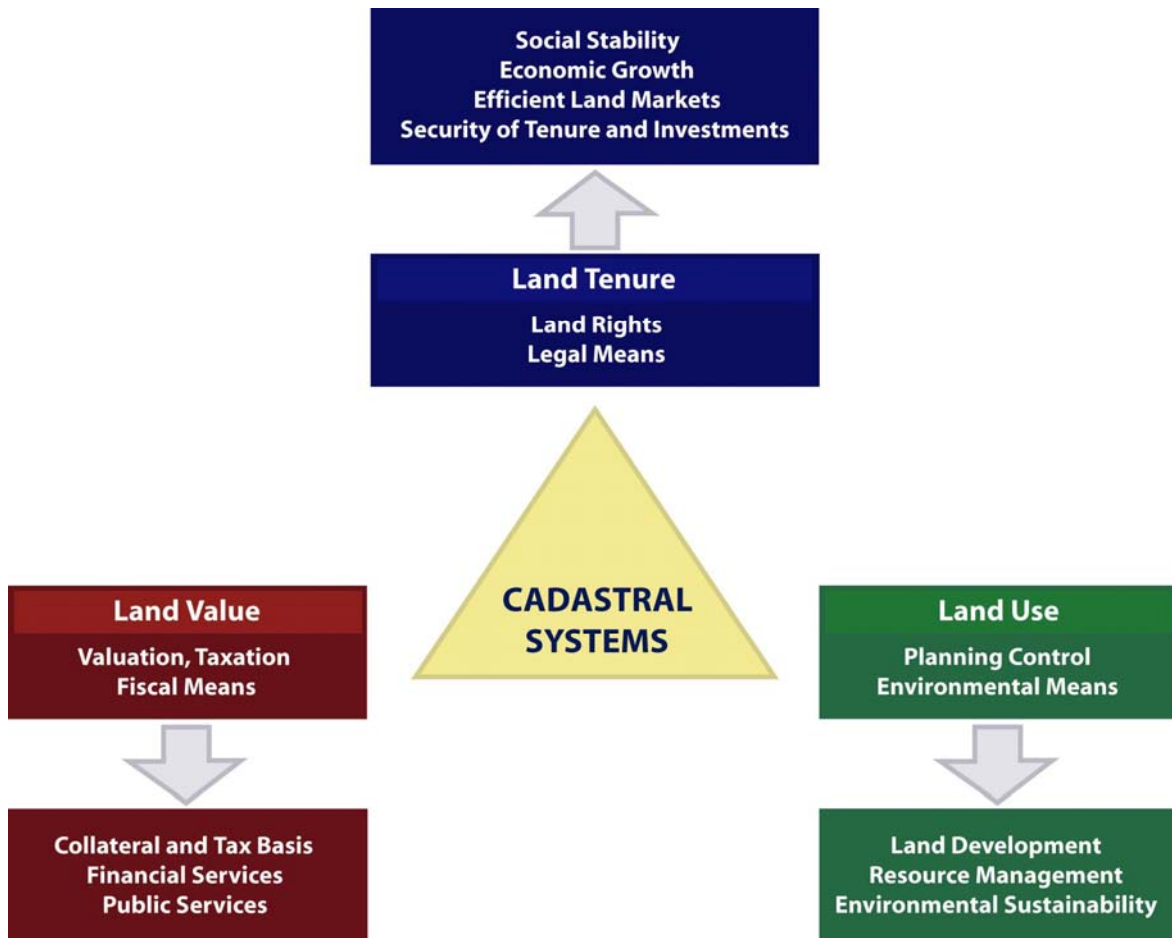 Social Stability
Economic Growth
Efficient Land Markets
Security of Tenure and Investments
Land Tenure
Land Rights
Legal Means
CADASTRAL
SYSTEMS
Land Value
Valuation, Taxation
Fiscal Means
Collateral and Tax Basis
Financial Services
Public Services
Land Use
Planning Control
Environmental Means
Land Development
Resource Management
Environmental Sustainability